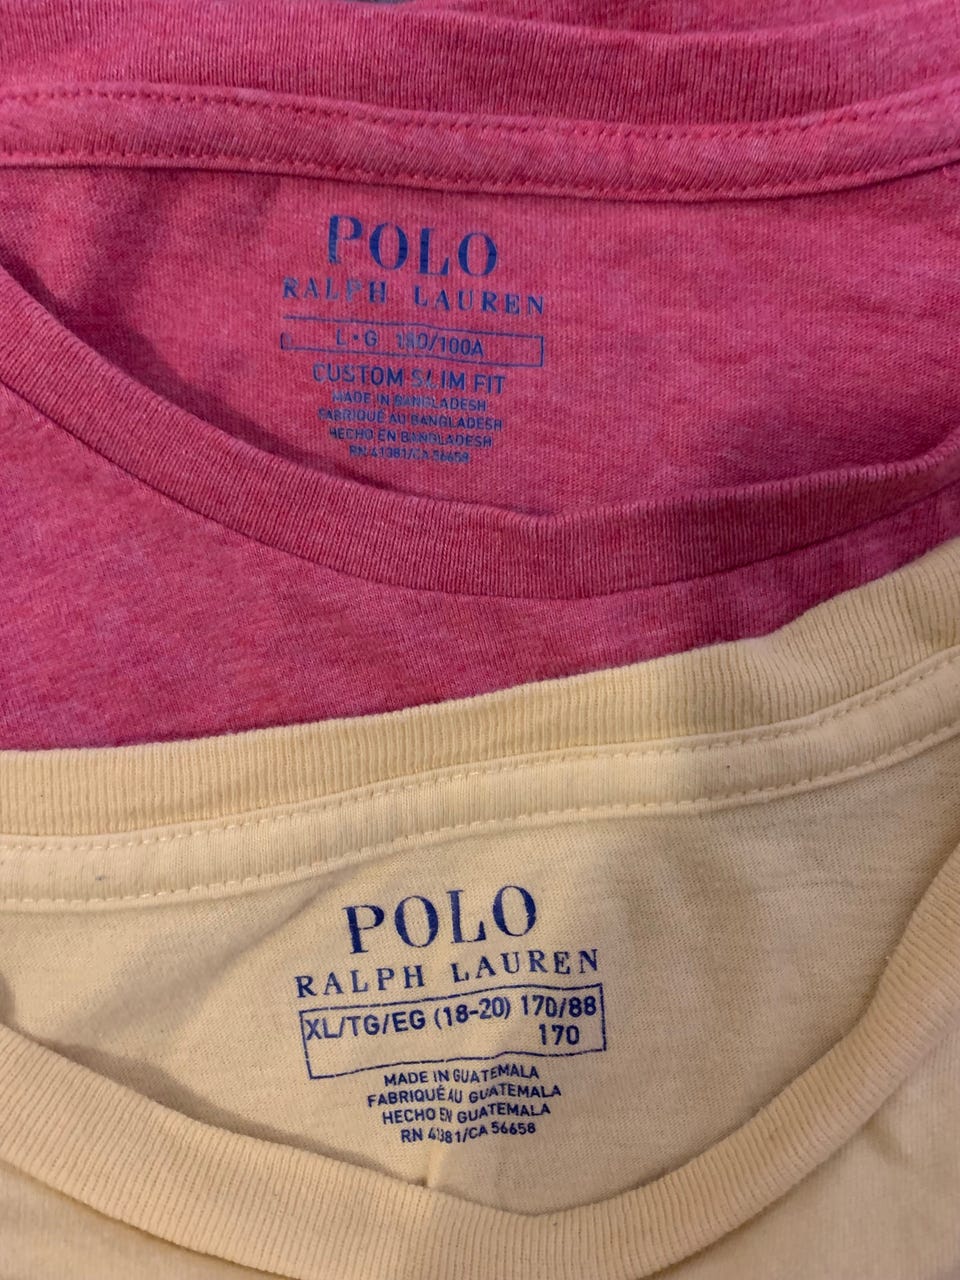 POLO
RALPH LAUREN
L•G 180/100A
CUSTOM SLIM FIT
MADE IN BANGLADESH
FABRIQUÉ AU BANGLADESH
HECHO EN BANGLADESH
RN 41381/CA 56658
POLO
RALPH LAUREN
XL/TG/EG (18-20) 170/88
170
MADE IN GUATEMALA
FABRIQUÉ AU GUATEMALA
HECHO EN GUATEMALA
RN 41381/CA 56658